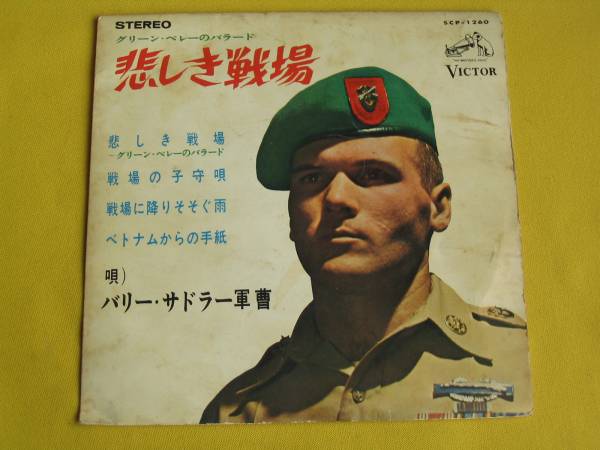 STEREO
SCP-1260
グリーン・ベレーのバラード
悲しき戦場
"HIS MASTER'S VOICE"
VICTOR
悲しき戦場
~グリーン・ベレーのバラード
戦場の子守唄
戦場に降りそそぐ雨
ベトナムからの手紙
唄)
バリー・サドラー軍曹